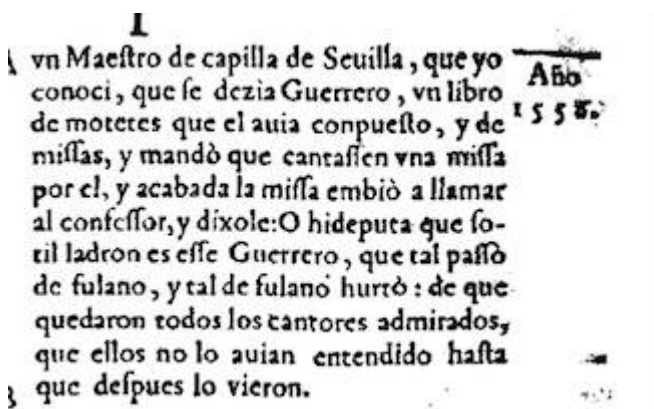 vn Maeſtro de capilla de Seuilla, que yo
conoci, que ſe dezia Guerrero, vn libro
de motetes que el auia conpueſto, y de
miſſas, y mandò que cantaſſen vna miſſa
por el, y acabada la miſſa embiò a llamar
al confeſſor, y dixole: O hideputa que ſo-
til ladron es eſſe Guerrero, que tal paſſò
de fulano, y tal de fulano hurtò: de que
quedaron todos los cantores admirados,
que ellos no lo auian entendido haſta
que deſpues lo vieron.
Año
1558.